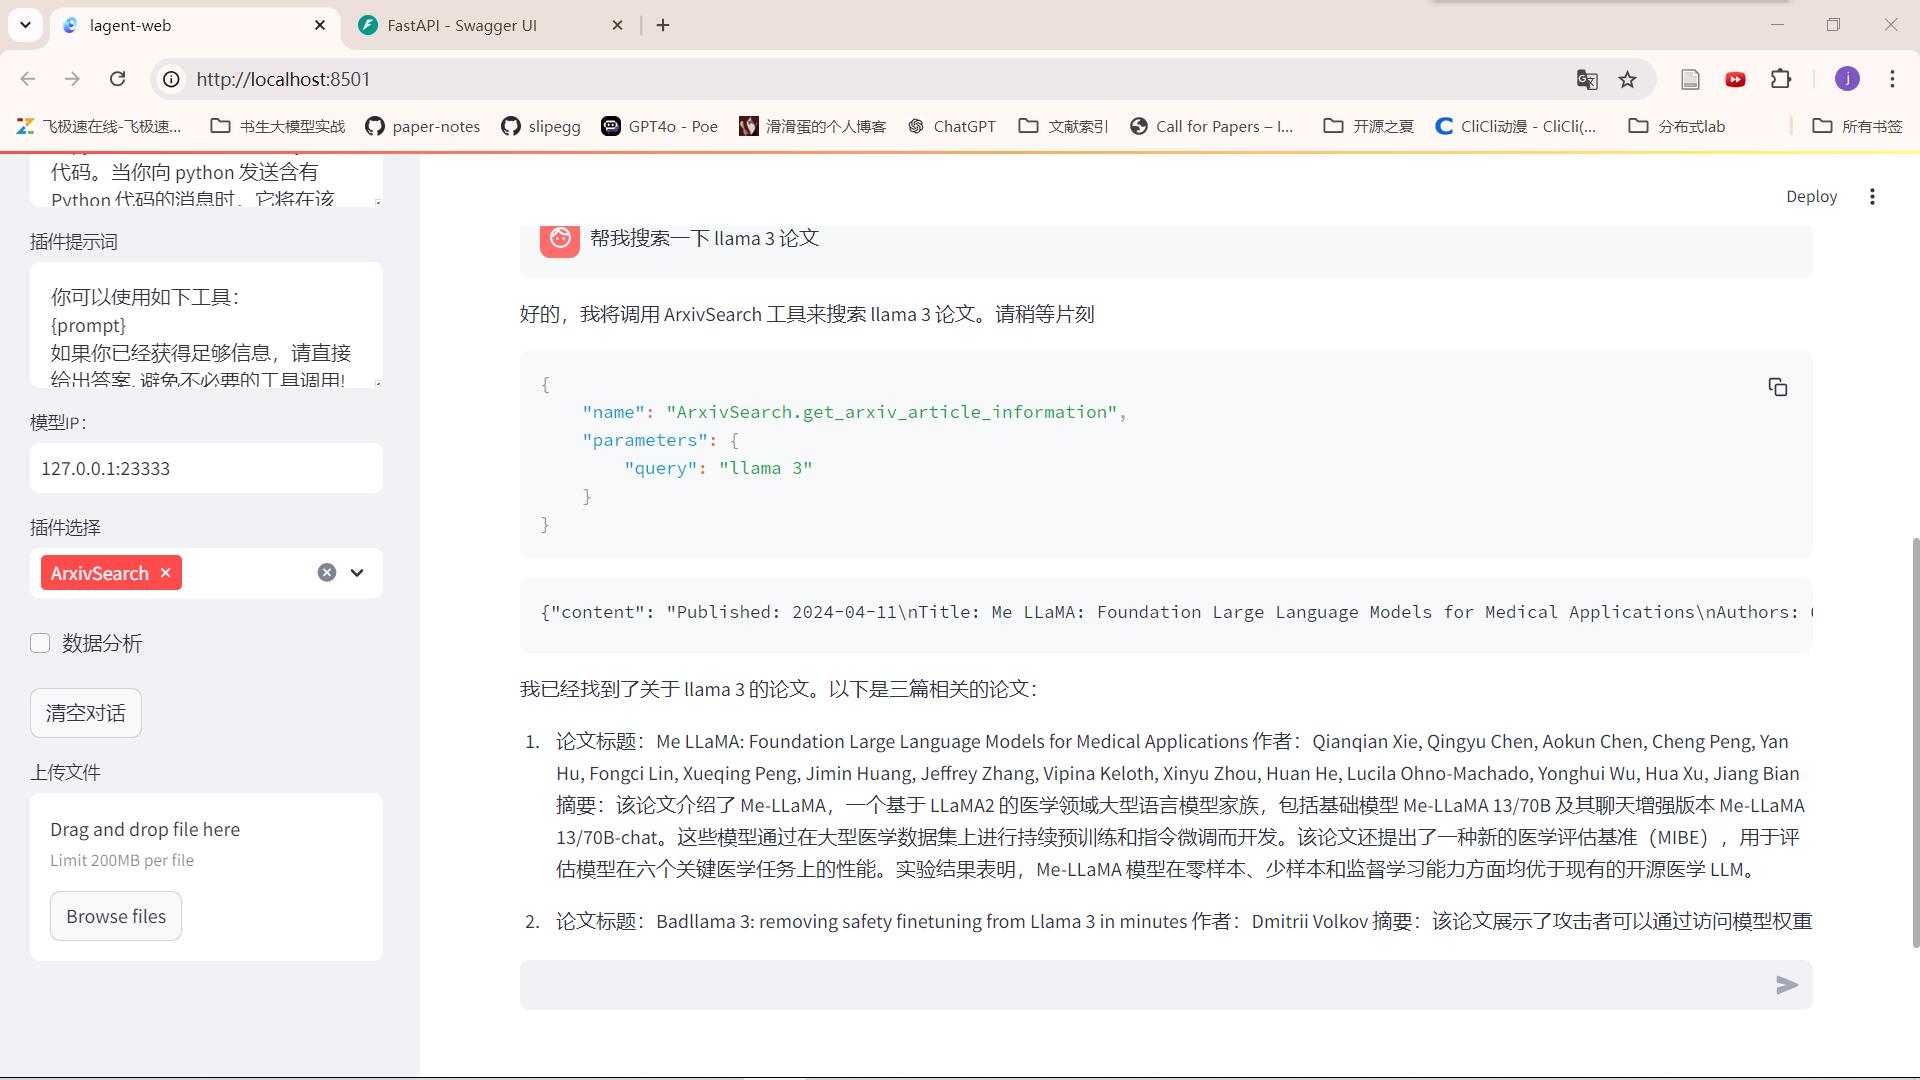 lagent-web
FastAPI - Swagger UI
http://localhost:8501
j
飞极速在线-飞极速...
书生大模型实战
paper-notes
slipegg
GPT4o - Poe
滑滑蛋的个人博客
ChatGPT
文献索引
Call for Papers – I...
开源之夏
CliCli动漫 - CliCli(...
分布式lab
所有书签
代码。当你向 python 发送含有
Python 代码的消息时，它将在该
插件提示词
你可以使用如下工具：
{prompt}
如果你已经获得足够信息，请直接
给出答案. 避免不必要的工具调用!
模型IP：
127.0.0.1:23333
插件选择
ArxivSearch
数据分析
清空对话
上传文件
Drag and drop file here
Limit 200MB per file
Browse files
Deploy
帮我搜索一下 llama 3 论文
好的，我将调用 ArxivSearch 工具来搜索 llama 3 论文。请稍等片刻
{
"name": "ArxivSearch.get_arxiv_article_information",
"parameters": {
"query": "llama 3"
}
}
{"content": "Published: 2024-04-11\nTitle: Me LLaMA: Foundation Large Language Models for Medical Applications\nAuthors:
我已经找到了关于 llama 3 的论文。以下是三篇相关的论文：
1. 论文标题：Me LLaMA: Foundation Large Language Models for Medical Applications 作者：Qianqian Xie, Qingyu Chen, Aokun Chen, Cheng Peng, Yan
Hu, Fongci Lin, Xueqing Peng, Jimin Huang, Jeffrey Zhang, Vipina Keloth, Xinyu Zhou, Huan He, Lucila Ohno-Machado, Yonghui Wu, Hua Xu, Jiang Bian
摘要：该论文介绍了 Me-LLaMA，一个基于 LLaMA2 的医学领域大型语言模型家族，包括基础模型 Me-LLaMA 13/70B 及其聊天增强版本 Me-LLaMA
13/70B-chat。这些模型通过在大型医学数据集上进行持续预训练和指令微调而开发。该论文还提出了一种新的医学评估基准（MIBE），用于评
估模型在六个关键医学任务上的性能。实验结果表明，Me-LLaMA 模型在零样本、少样本和监督学习能力方面均优于现有的开源医学 LLM。
2. 论文标题：Badllama 3: removing safety finetuning from Llama 3 in minutes 作者：Dmitrii Volkov 摘要：该论文展示了攻击者可以通过访问模型权重